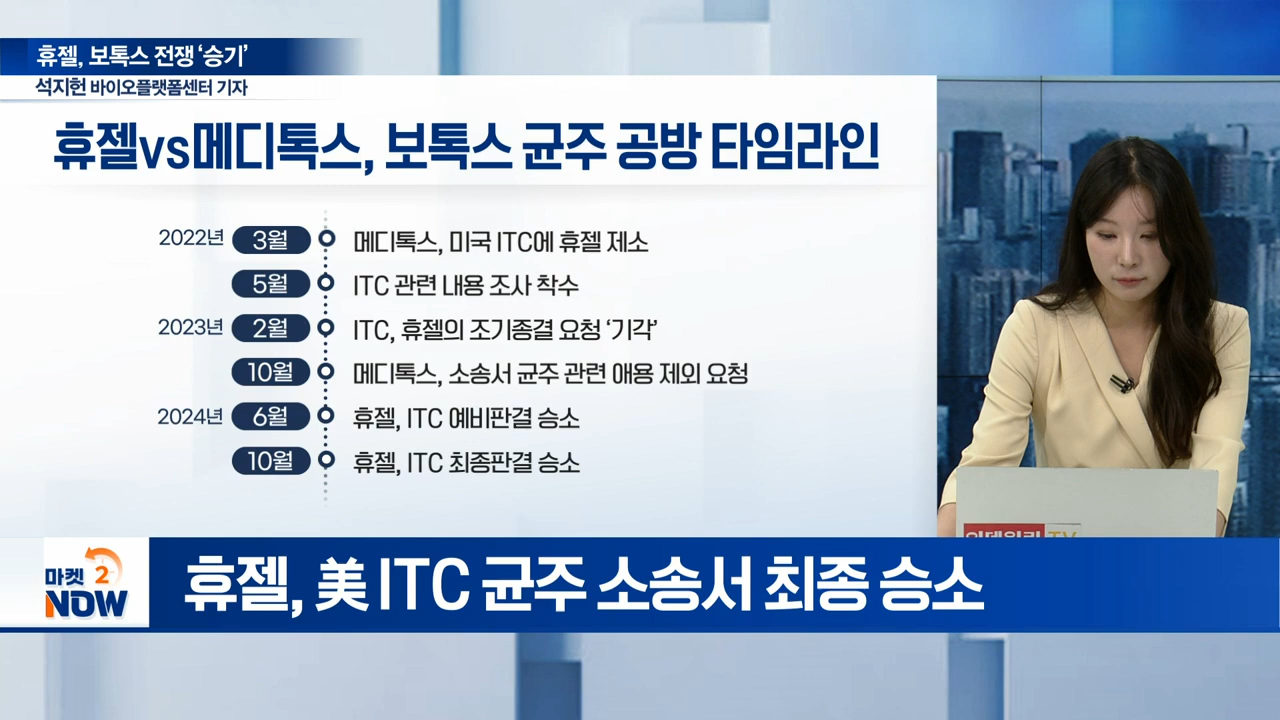 휴젤, 보톡스 전쟁 ‘승기’
석지헌 바이오플랫폼센터 기자
휴젤vs메디톡스, 보톡스 균주 공방 타임라인
2022년 3월 메디톡스, 미국 ITC에 휴젤 제소
5월 ITC 관련 내용 조사 착수
2023년 2월 ITC, 휴젤의 조기종결 요청 ‘기각’
10월 메디톡스, 소송서 균주 관련 애용 제외 요청
2024년 6월 휴젤, ITC 예비판결 승소
10월 휴젤, ITC 최종판결 승소
이데일리 TV
마켓 2
NOW
휴젤, 美 ITC 균주 소송서 최종 승소